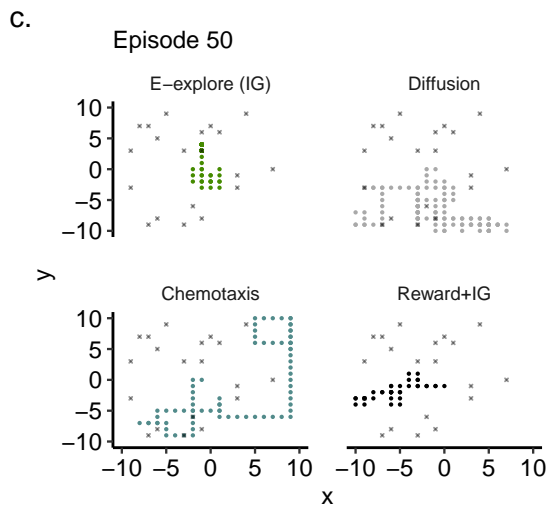 c.
Episode 50
E−explore (IG) Diffusion
10
5
0
−5
−10
y
Chemotaxis Reward+IG
10
5
0
−5
−10
−10 −5 0 5 10 −10 −5 0 5 10
x